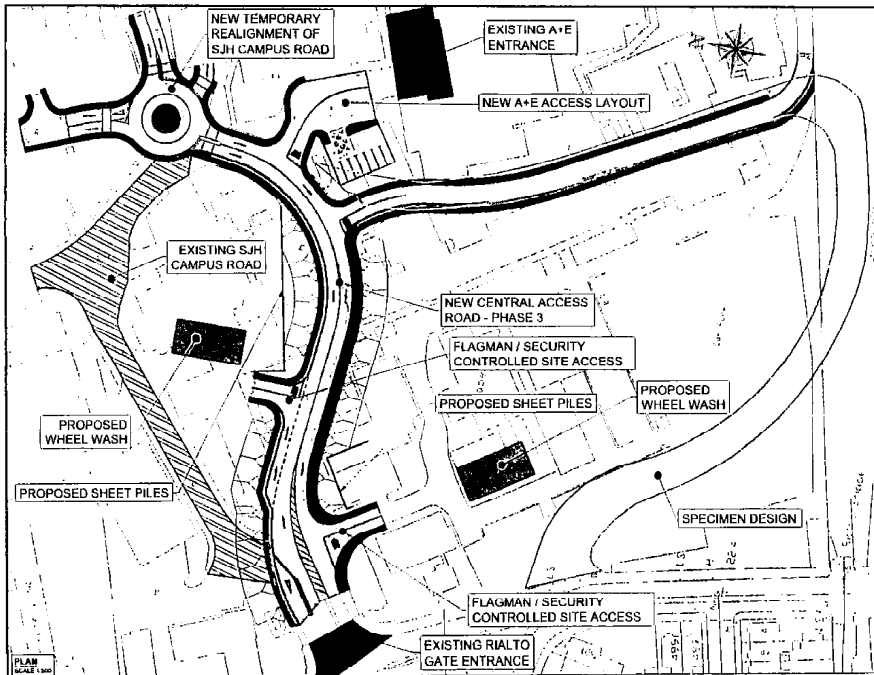 NEW TEMPORARY
REALIGNMENT OF
SJH CAMPUS ROAD
EXISTING A+E
ENTRANCE
NEW A+E ACCESS LAYOUT
EXISTING SJH
CAMPUS ROAD
NEW CENTRAL ACCESS
ROAD - PHASE 3
FLAGMAN / SECURITY
CONTROLLED SITE ACCESS
PROPOSED SHEET PILES
PROPOSED
WHEEL WASH
PROPOSED
WHEEL WASH
PROPOSED SHEET PILES
SPECIMEN DESIGN
FLAGMAN / SECURITY
CONTROLLED SITE ACCESS
EXISTING RIALTO
GATE ENTRANCE
PLAN